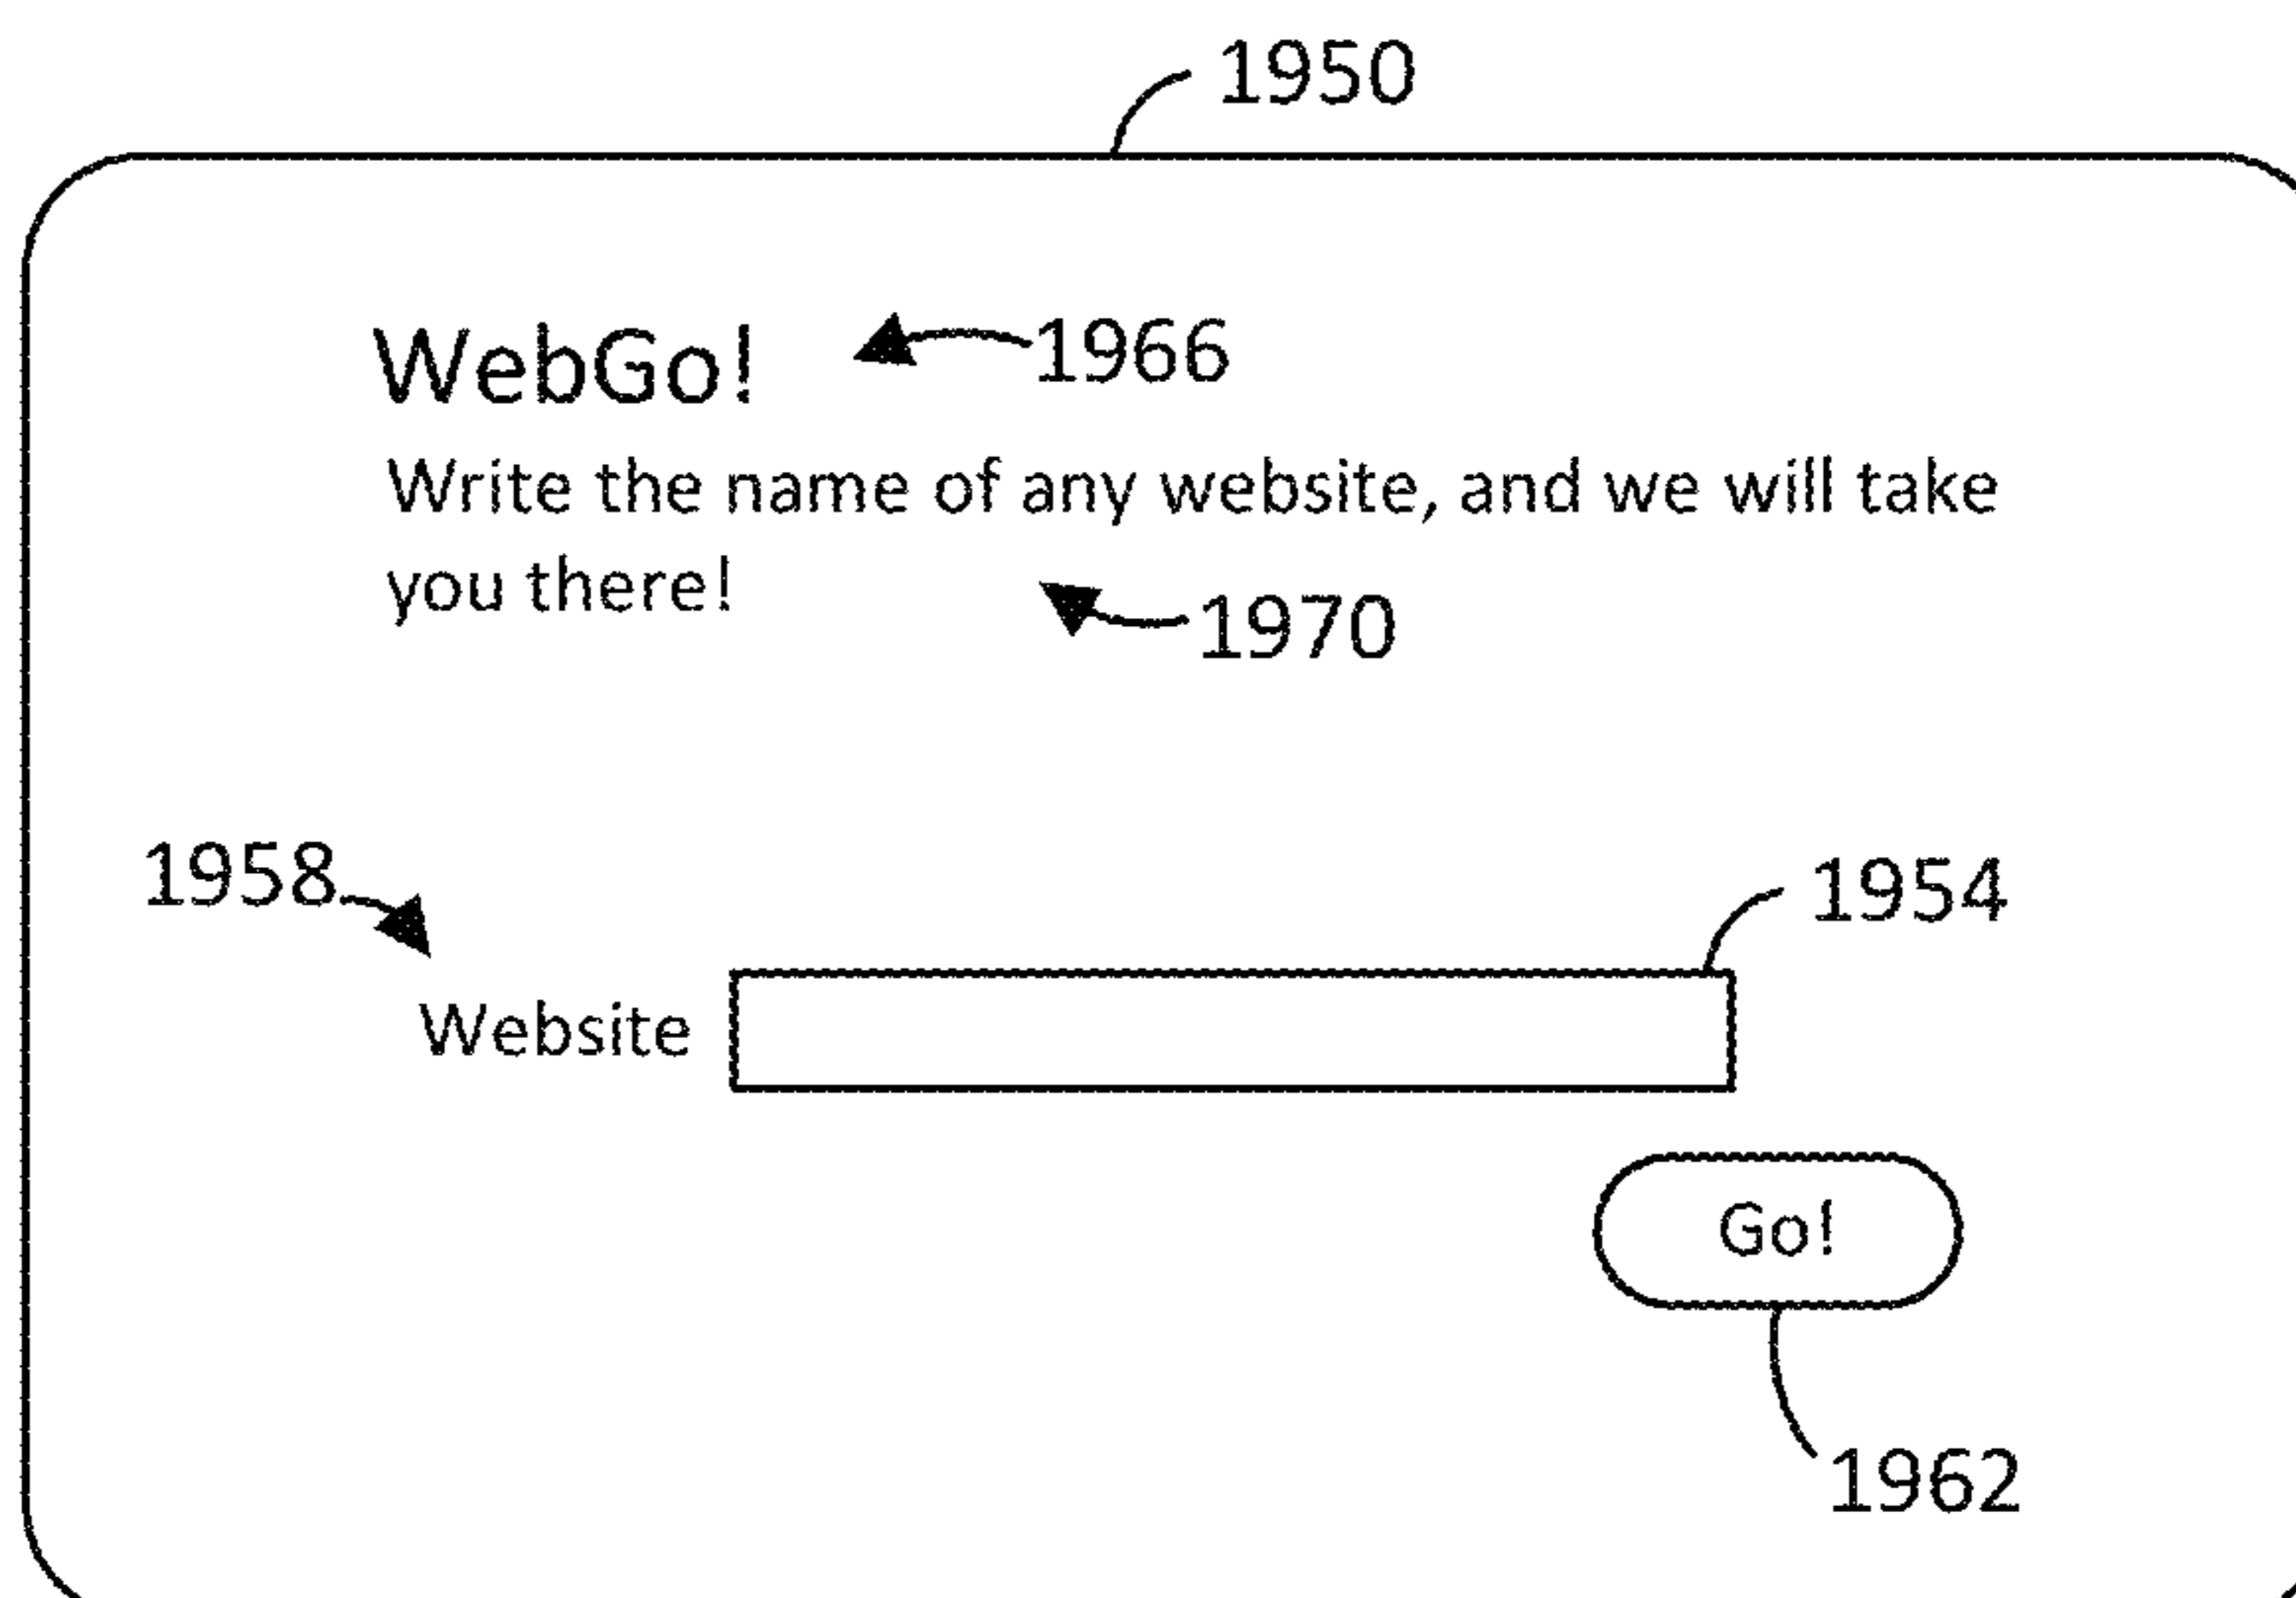 1950
WebGo!
1966
Write the name of any website, and we will take
you there!
1970
1958
1954
Website
Go!
1962